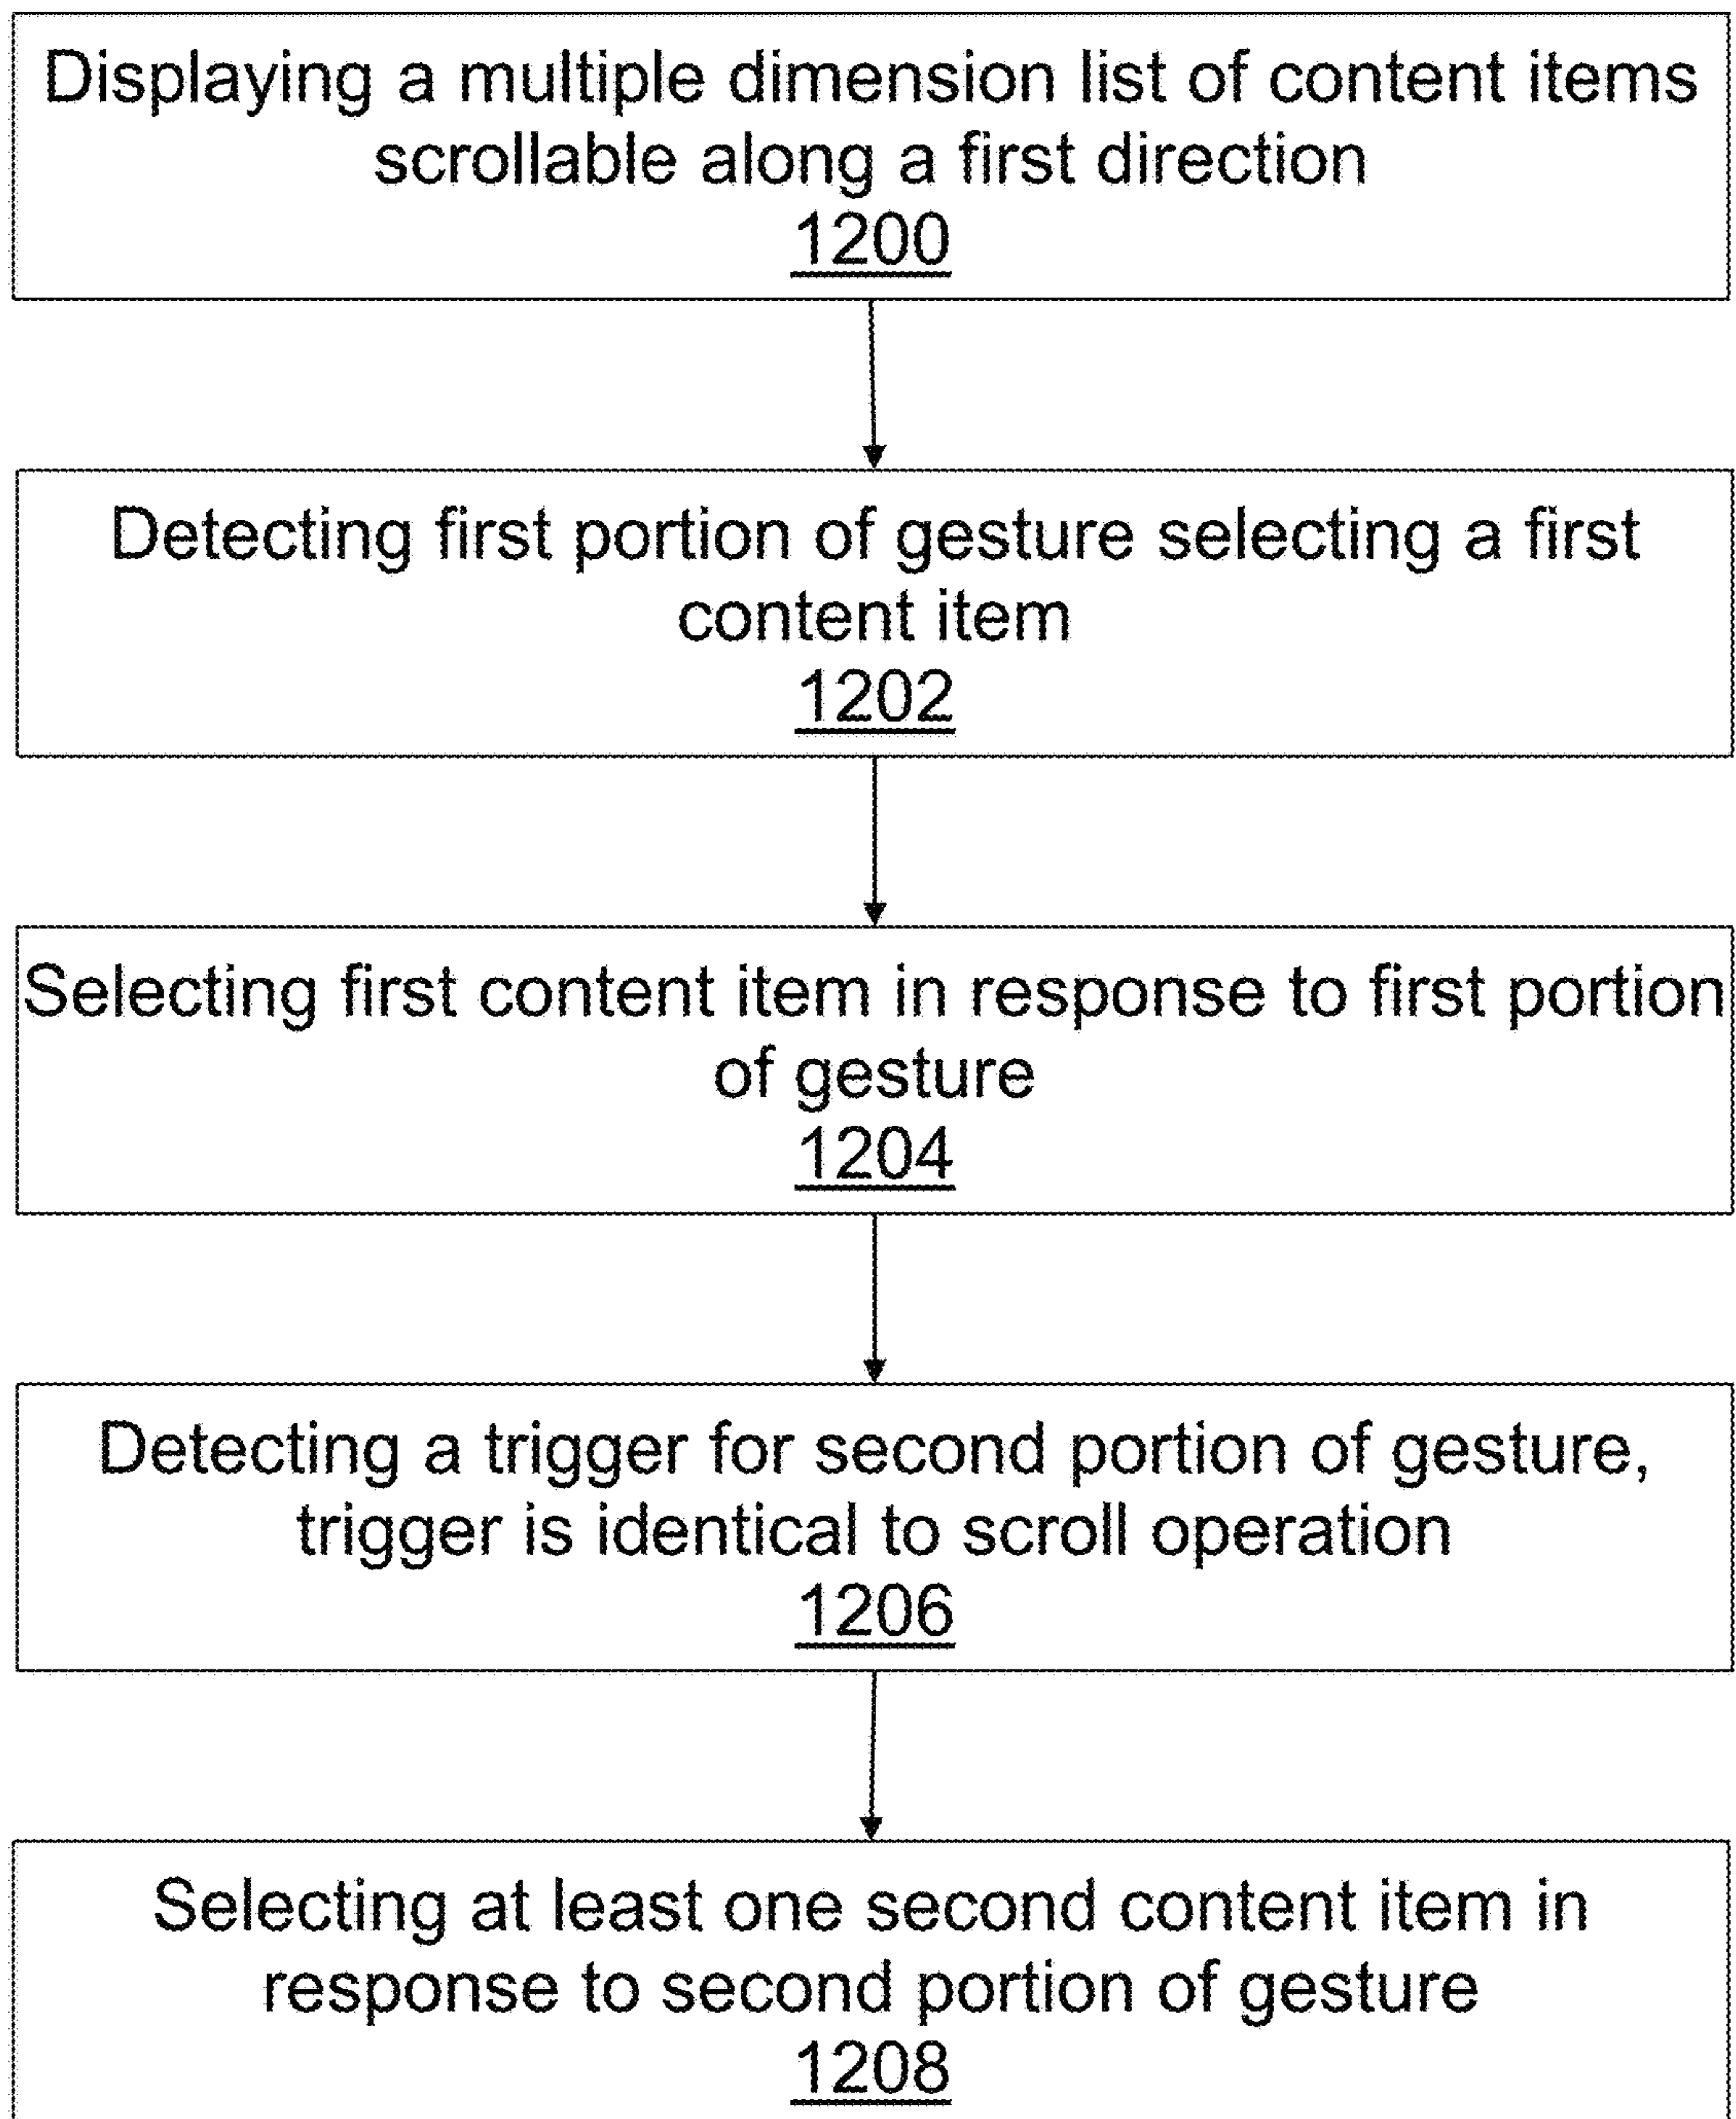 Displaying a multiple dimension list of content items
scrollable along a first direction
1200
Detecting first portion of gesture selecting a first
content item
1202
Selecting first content item in response to first portion
of gesture
1204
Detecting a trigger for second portion of gesture,
trigger is identical to scroll operation
1206
Selecting at least one second content item in
response to second portion of gesture
1208